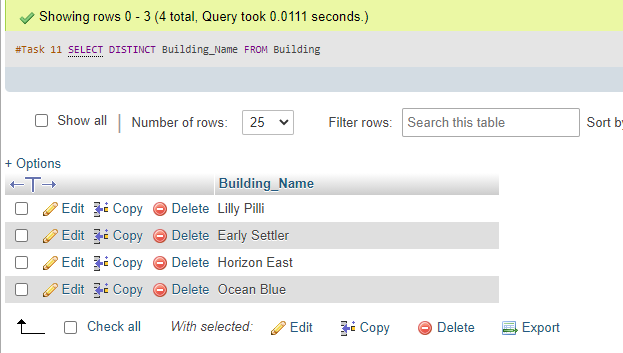 Showing rows 0 - 3 (4 total, Query took 0.0111 seconds.)
#Task 11 SELECT DISTINCT Building_Name FROM Building
Show all Number of rows: 25 Filter rows: Search this table Sort by
+ Options
Building_Name
Edit Copy Delete Lilly Pilli
Edit Copy Delete Early Settler
Edit Copy Delete Horizon East
Edit Copy Delete Ocean Blue
Check all With selected: Edit Copy Delete Export